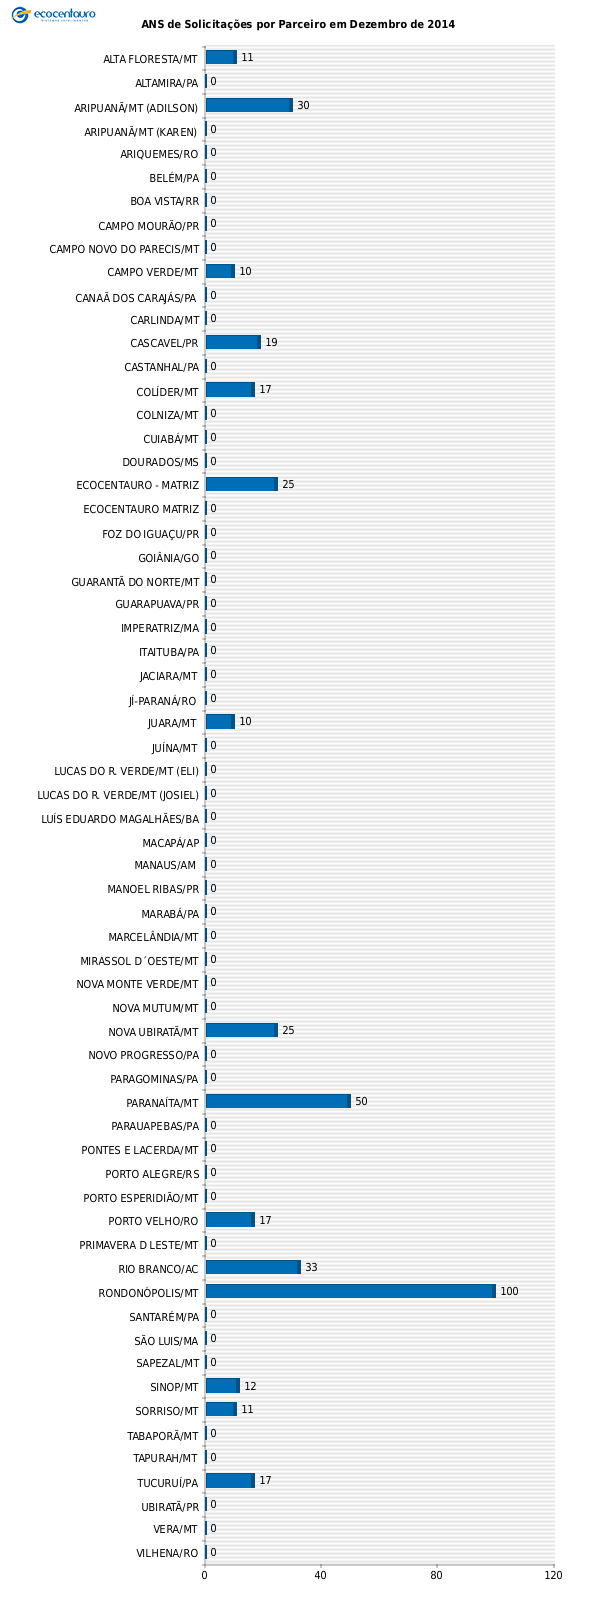 ecocentauro
ANS de Solicitações por Parceiro em Dezembro de 2014
ALTA FLORESTA/MT 11
ALTAMIRA/PA 0
ARIPUANÃ/MT (ADILSON) 30
ARIPUANÃ/MT (KAREN) 0
ARIQUEMES/RO 0
BELÉM/PA 0
BOA VISTA/RR 0
CAMPO MOURÃO/PR 0
CAMPO NOVO DO PARECIS/MT 0
CAMPO VERDE/MT 10
CANAÃ DOS CARAJÁS/PA 0
CARLINDA/MT 0
CASCAVEL/PR 19
CASTANHAL/PA 0
COLÍDER/MT 17
COLNIZA/MT 0
CUIABÁ/MT 0
DOURADOS/MS 0
ECOCENTAURO - MATRIZ 25
ECOCENTAURO MATRIZ 0
FOZ DO IGUAÇU/PR 0
GOIÂNIA/GO 0
GUARANTÃ DO NORTE/MT 0
GUARAPUAVA/PR 0
IMPERATRIZ/MA 0
ITAITUBA/PA 0
JACIARA/MT 0
JÍ-PARANÁ/RO 0
JUARA/MT 10
JUÍNA/MT 0
LUCAS DO R. VERDE/MT (ELI) 0
LUCAS DO R. VERDE/MT (JOSIEL) 0
LUÍS EDUARDO MAGALHÃES/BA 0
MACAPÁ/AP 0
MANAUS/AM 0
MANOEL RIBAS/PR 0
MARABÁ/PA 0
MARCELÂNDIA/MT 0
MIRASSOL D´OESTE/MT 0
NOVA MONTE VERDE/MT 0
NOVA MUTUM/MT 0
NOVA UBIRATÃ/MT 25
NOVO PROGRESSO/PA 0
PARAGOMINAS/PA 0
PARANAÍTA/MT 50
PARAUAPEBAS/PA 0
PONTES E LACERDA/MT 0
PORTO ALEGRE/RS 0
PORTO ESPERIDIÃO/MT 0
PORTO VELHO/RO 17
PRIMAVERA D LESTE/MT 0
RIO BRANCO/AC 33
RONDONÓPOLIS/MT 100
SANTARÉM/PA 0
SÃO LUIS/MA 0
SAPEZAL/MT 0
SINOP/MT 12
SORRISO/MT 11
TABAPORÃ/MT 0
TAPURAH/MT 0
TUCURUÍ/PA 17
UBIRATÃ/PR 0
VERA/MT 0
VILHENA/RO 0
0 40 80 120